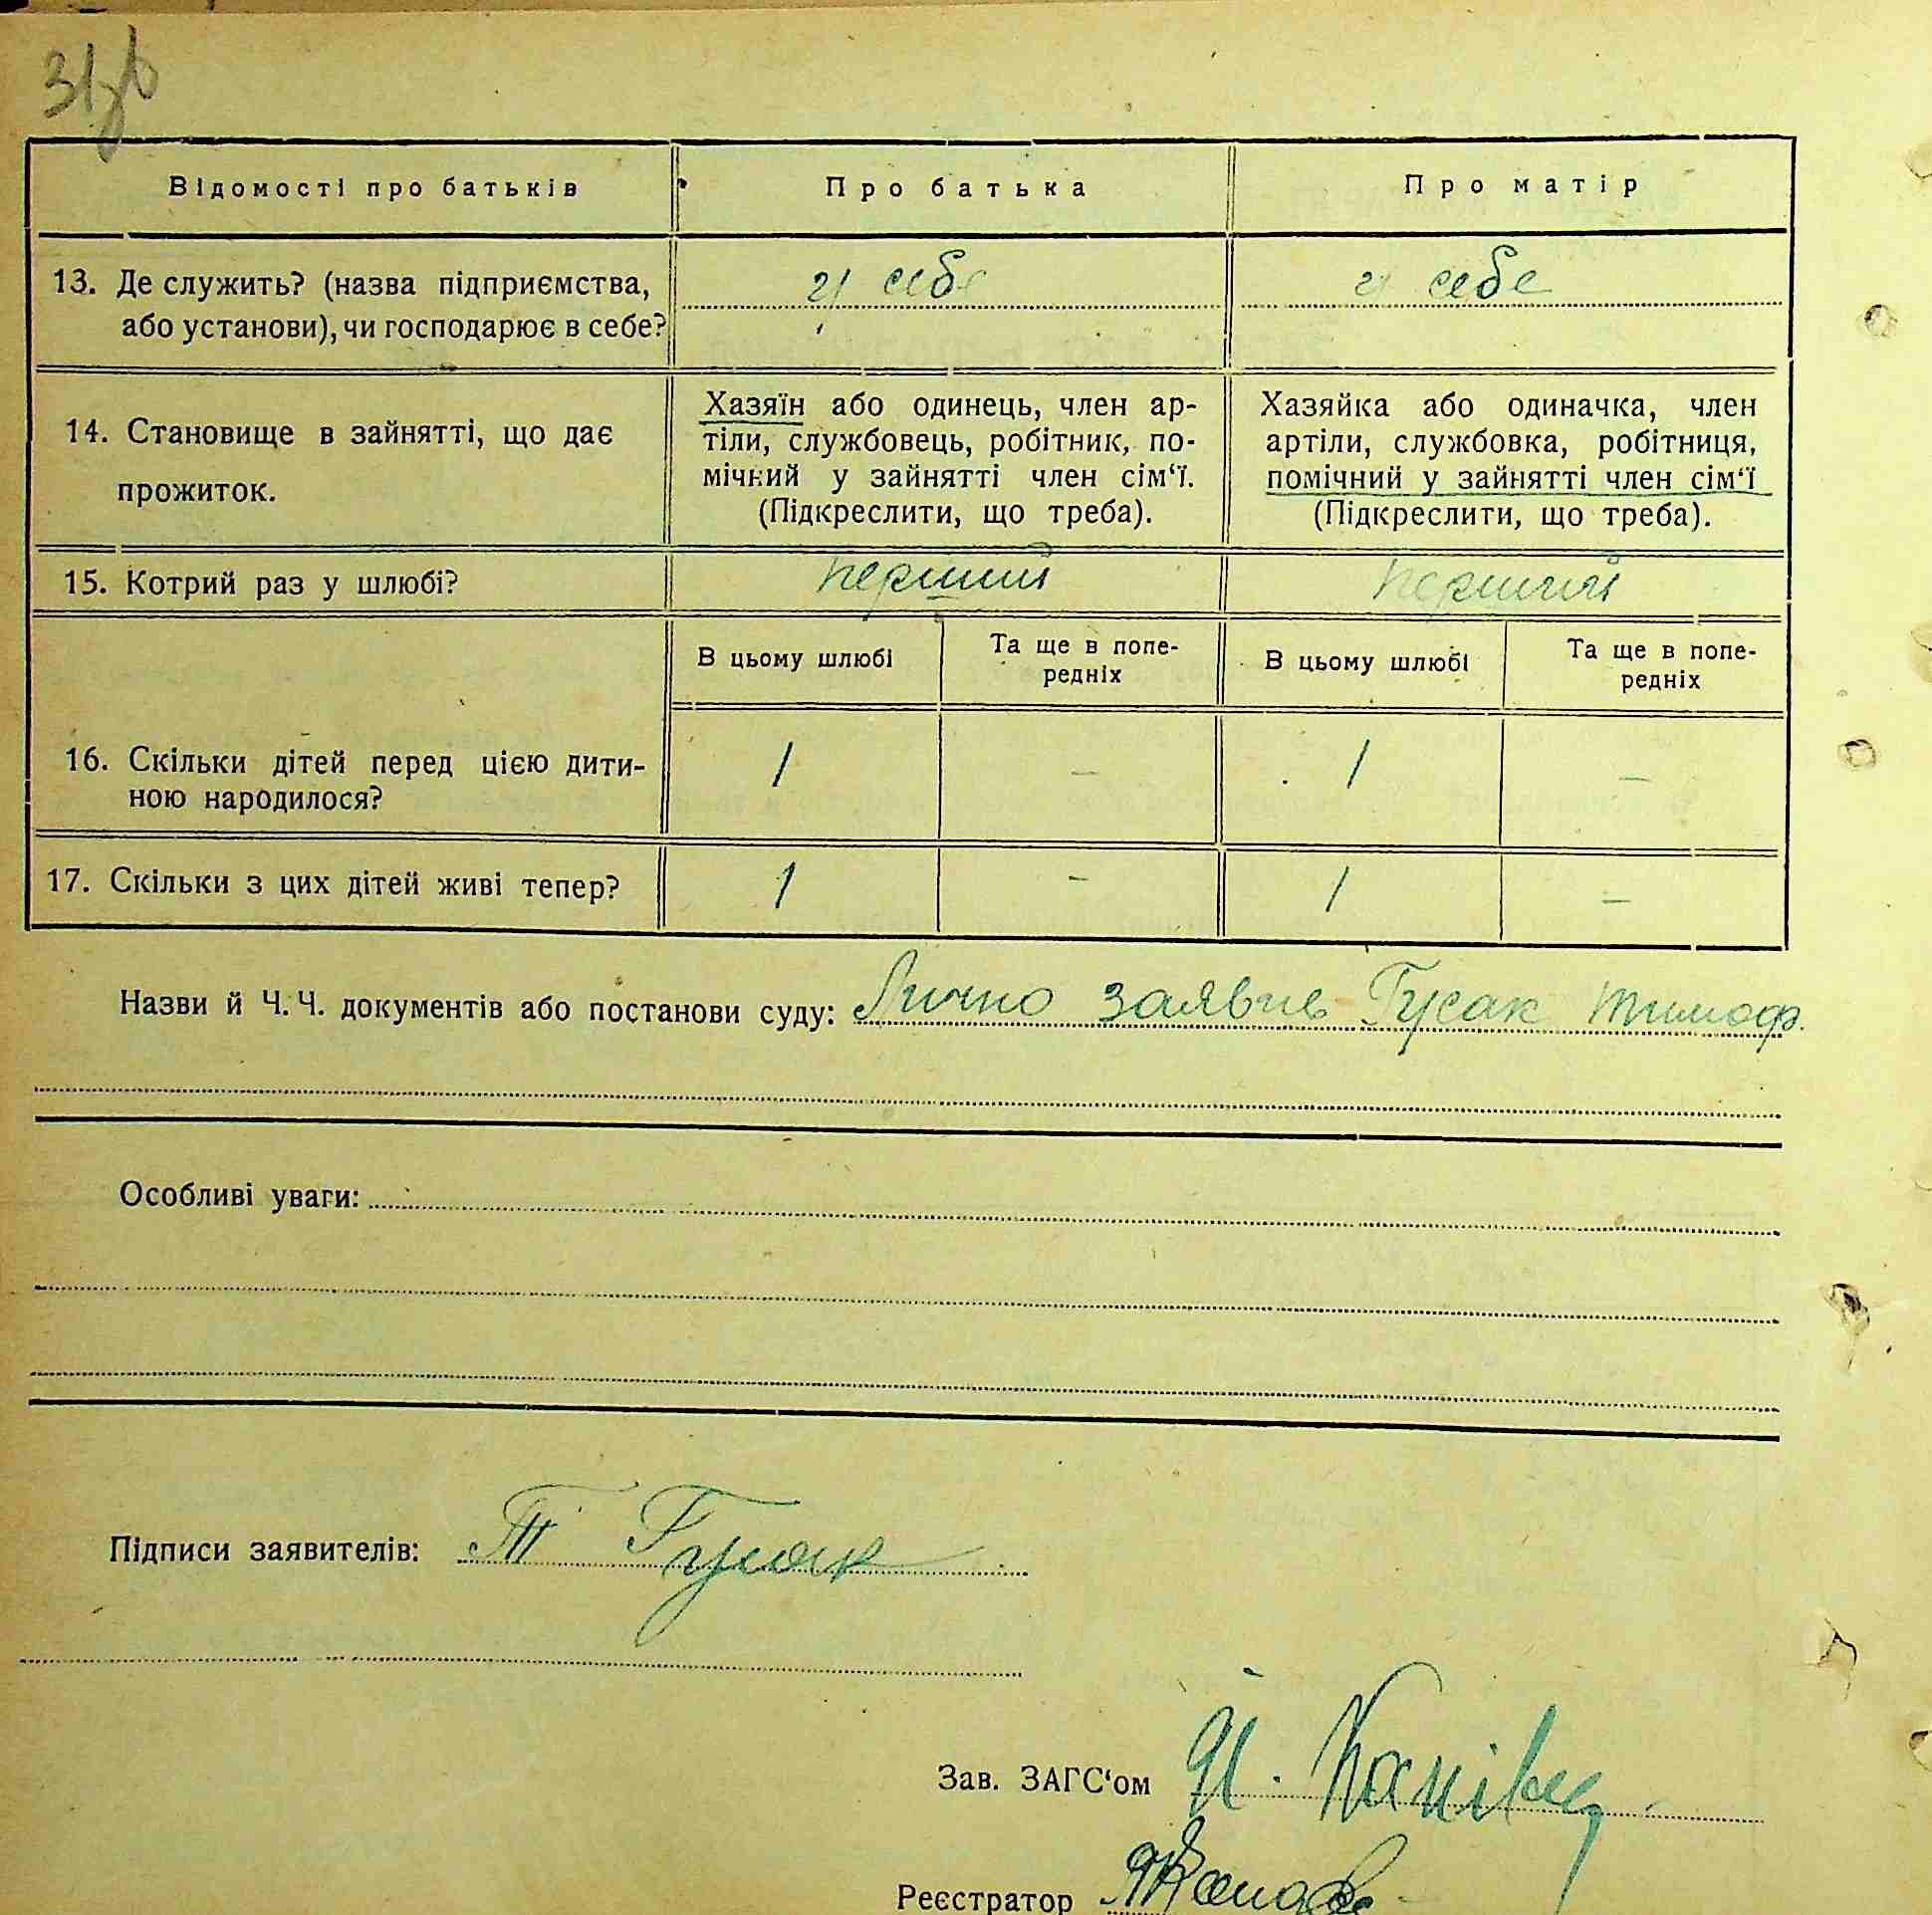 31зв
Відомості про батьків
Про батька
Про матір
13. Де служить? (назва підприємства,
або установи), чи господарює в себе?
у себе
у себе
14. Становище в зайнятті, що дає
прожиток.
Хазяїн або одинець, член ар-
тіли, службовець, робітник, по-
мічний у зайнятті член сім‘ї.
(Підкреслити, що треба).
Хазяйка або одиначка, член
артіли, службовка, робітниця,
помічний у зайнятті член сім‘ї
(Підкреслити, що треба).
15. Котрий раз у шлюбі?
перший
перший
В цьому шлюбі
Та ще в попе-
редніх
В цьому шлюбі
Та ще в попе-
редніх
16. Скільки дітей перед цією дити-
ною народилося?
1
–
1
–
17. Скільки з цих дітей живі тепер?
1
–
1
–
Назви й Ч. Ч. документів або постанови суду: Лично заявив Гусак Тимоф.
Особливі уваги:
Підписи заявителів: Т Гусак
Зав. ЗАГС‘ом Й. Канівец
Реєстратор